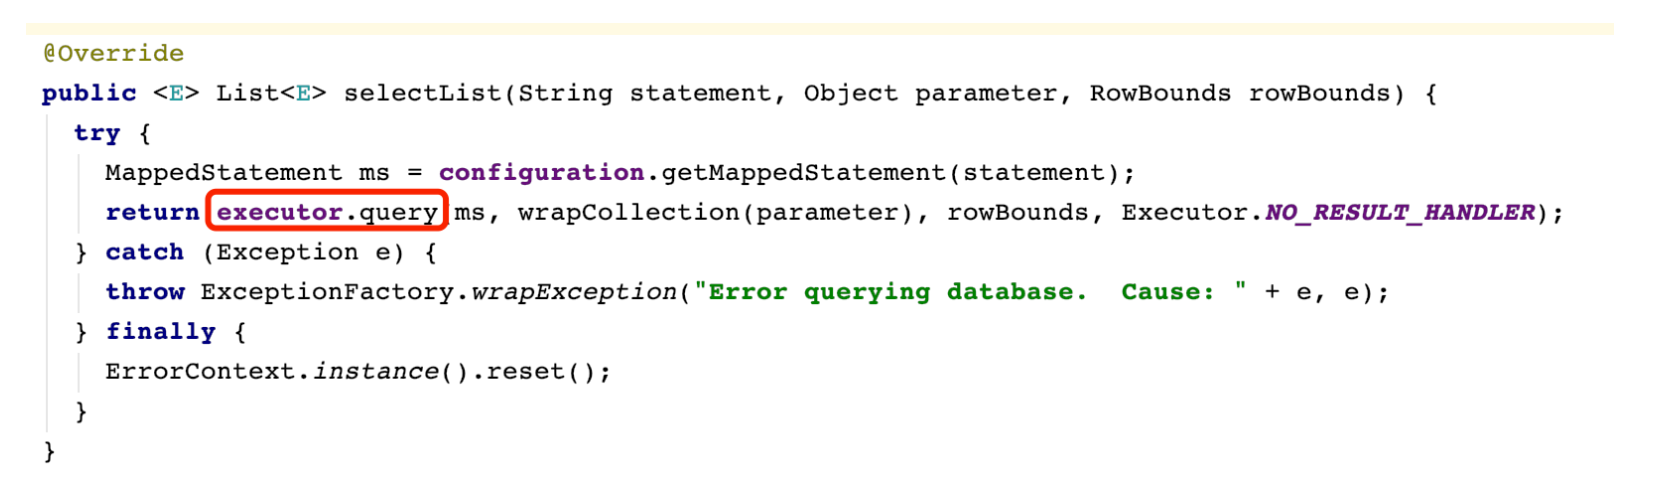 @Override
public <E> List<E> selectList(String statement, Object parameter, RowBounds rowBounds) {
  try {
    MappedStatement ms = configuration.getMappedStatement(statement);
    return executor.query ms, wrapCollection(parameter), rowBounds, Executor.NO_RESULT_HANDLER);
  } catch (Exception e) {
    throw ExceptionFactory.wrapException("Error querying database.  Cause: " + e, e);
  } finally {
    ErrorContext.instance().reset();
  }
}